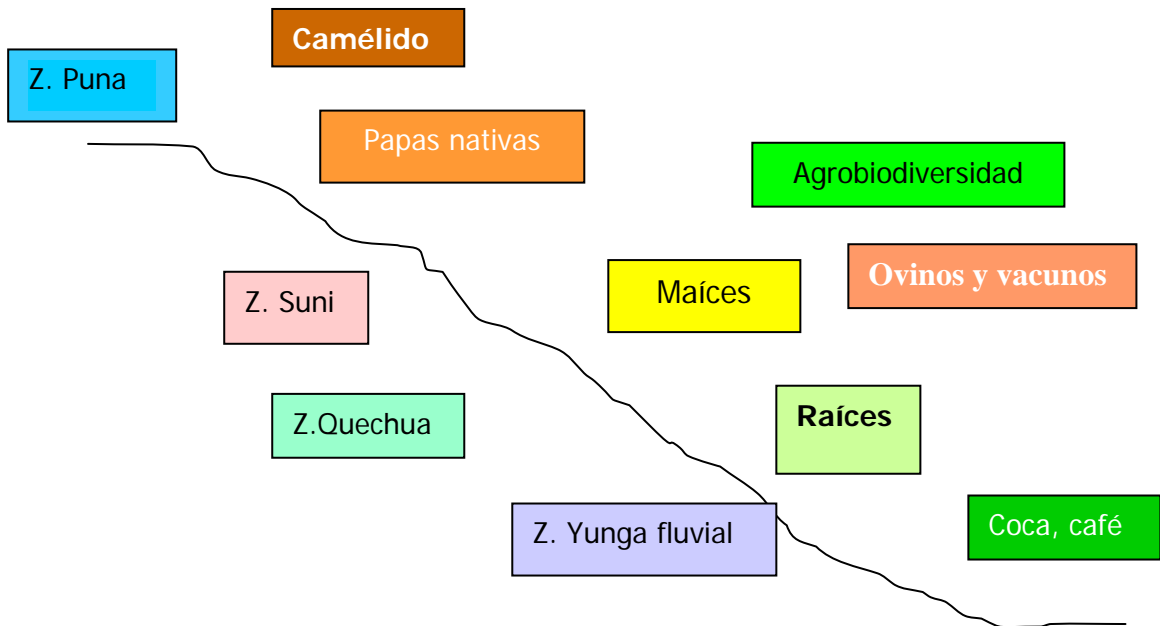 Camélido
Z. Puna
Papas nativas
Agrobiodiversidad
Ovinos y vacunos
Maíces
Z. Suni
Raíces
Z.Quechua
Coca, café
Z. Yunga fluvial